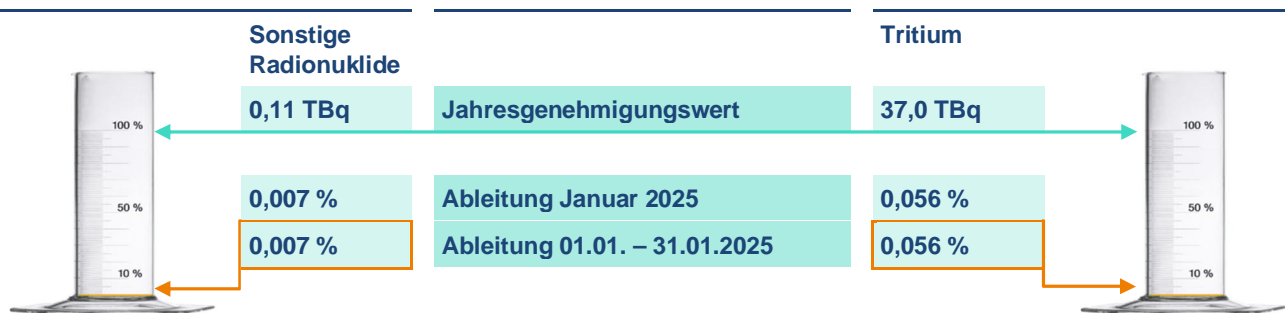 Sonstige
Radionuklide
Tritium
0,11 TBq
Jahresgenehmigungswert
37,0 TBq
100 %
100 %
0,007 %
Ableitung Januar 2025
0,056 %
50 %
50 %
0,007 %
Ableitung 01.01. – 31.01.2025
0,056 %
10 %
10 %